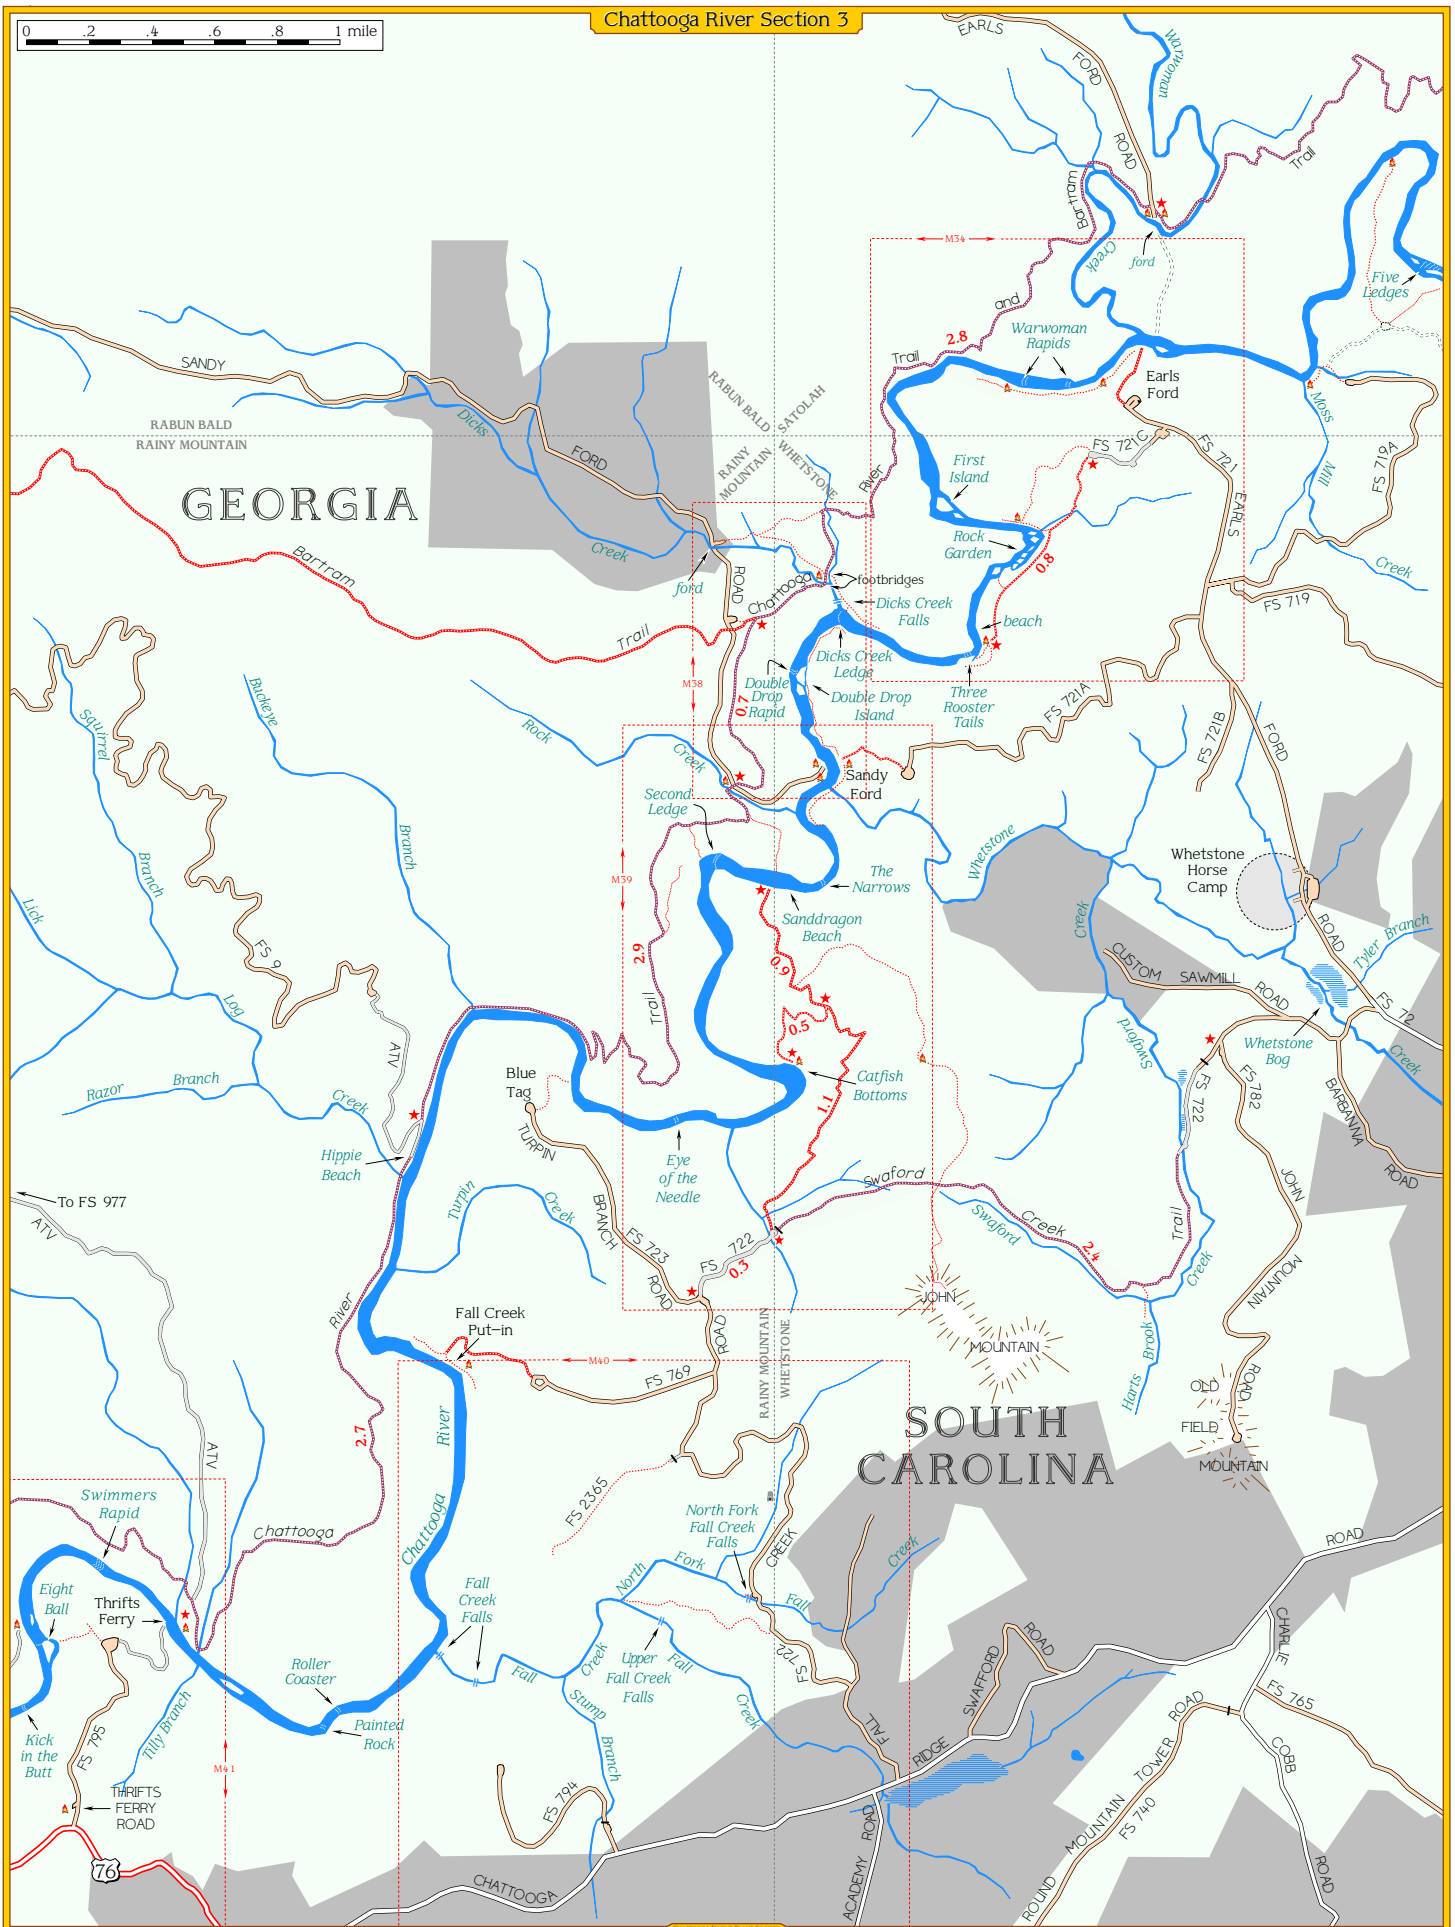 Chattooga River Section 3
0 .2 .4 .6 .8 1 mile
EARLS
FORD
ROAD
Warwoman
Trail
Bartram
Creek
ford
M34
Five
Ledges
and
2.8
Warwoman
Rapids
Trail
Earls
Ford
Moss
Mill
Creek
SANDY
FORD
ROAD
RABUN BALD
RAINY MOUNTAIN
RABUN BALD
SATOLAH
RAINY
MOUNTAIN
WHETSTONE
Dicks
Creek
GEORGIA
FS 721C
FS 721
EARLS
FS 719A
River
First
Island
Rock
Garden
0.8
FS 719
Bartram
Trail
ford
Chattooga
footbridges
Dicks Creek
Falls
beach
Dicks Creek
Ledge
Double
Drop
Rapid
Double Drop
Island
Three
Rooster
Tails
M38
0.7
FS 721A
FS 721B
FORD
Squirrel
Branch
Buckeye
Branch
Rock
Creek
Sandy
Ford
Second
Ledge
M39
The
Narrows
Whetstone
Creek
Whetstone
Horse
Camp
ROAD
Tyler Branch
Sanddragon
Beach
Lick
Log
FS 9
2.9
Trail
0.9
0.5
CUSTOM
SAWMILL
ROAD
FS 72
Whetstone
Bog
Creek
Swaford
ATV
Razor
Branch
Creek
Blue
Tag
Catfish
Bottoms
1.1
FS 722
FS 782
BARBANNA
ROAD
Hippie
Beach
TURPIN
BRANCH
FS 723
ROAD
Eye
of the
Needle
Swaford
Creek
2.4
Trail
Swaford
Creek
JOHN
MOUNTAIN
ROAD
To FS 977
ATV
Turpin
Creek
FS 722
0.3
ROAD
JOHN
MOUNTAIN
Harts Brook
River
Fall Creek
Put-in
RAINY MOUNTAIN
WHETSTONE
M40
FS 769
OLD
FIELD
MOUNTAIN
SOUTH
CAROLINA
2.7
River
Chattooga
ATV
FS 2365
Swimmers
Rapid
Chattooga
North Fork
Fall Creek
Falls
CREEK
Creek
Fall
ROAD
Eight
Ball
Thrifts
Ferry
Fall
Creek
Falls
North
Fork
Creek
Fall
Upper
Fall Creek
Falls
Fall
Creek
FS 722
FALL
SWAFFORD
ROAD
CHARLIE
Roller
Coaster
Painted
Rock
Stump
Branch
RIDGE
FS 765
COBB
ROAD
Kick
in the
Butt
FS 795
Tilly Branch
M41
THRIFTS
FERRY
ROAD
76
FS 794
CHATTOOGA
ACADEMY
ROAD
ROUND
MOUNTAIN
TOWER
ROAD
FS 740